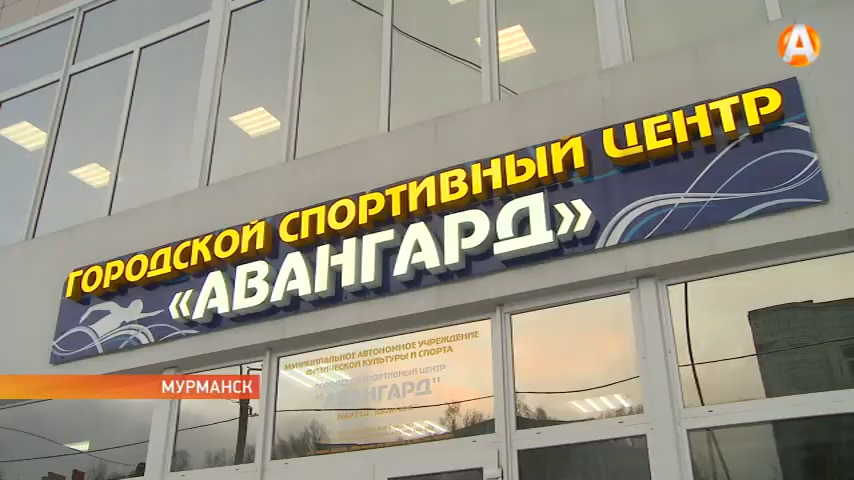 А
ГОРОДСКОЙ СПОРТИВНЫЙ ЦЕНТР
«АВАНГАРД»
МУНИЦИПАЛЬНОЕ АВТОНОМНОЕ УЧРЕЖДЕНИЕ
ФИЗИЧЕСКОЙ КУЛЬТУРЫ И СПОРТА
ГОРОДСКОЙ СПОРТИВНЫЙ ЦЕНТР
"АВАНГАРД"
МУРМАНСК